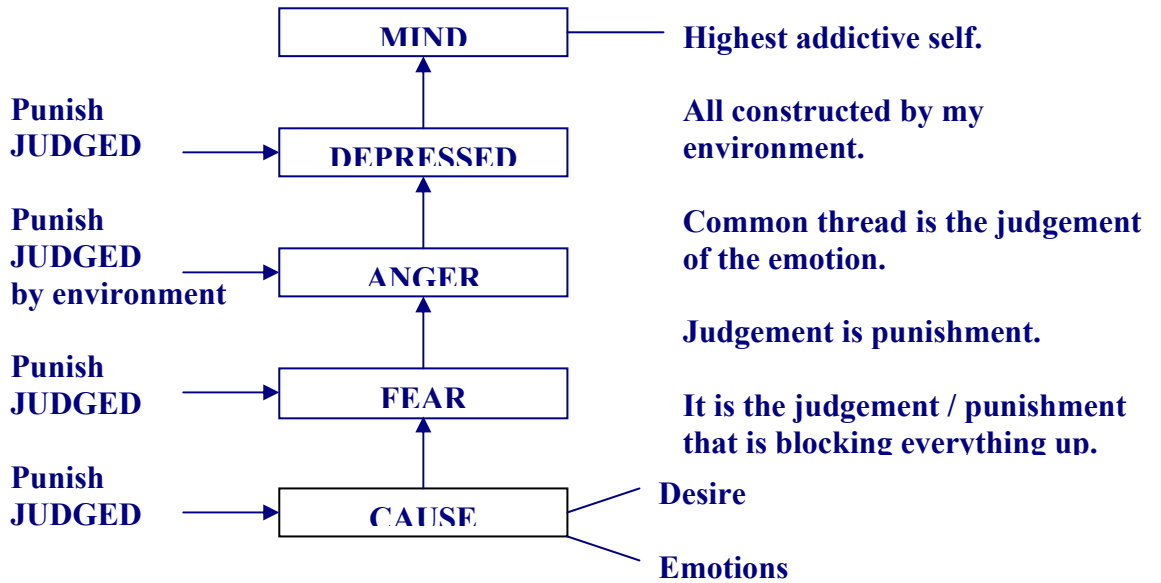 MIND
Highest addictive self.
Punish
JUDGED
DEPRESSED
All constructed by my
environment.
Punish
JUDGED
by environment
ANGER
Common thread is the judgement
of the emotion.
Judgement is punishment.
Punish
JUDGED
FEAR
It is the judgement / punishment
that is blocking everything up.
Punish
JUDGED
CAUSE
Desire
Emotions